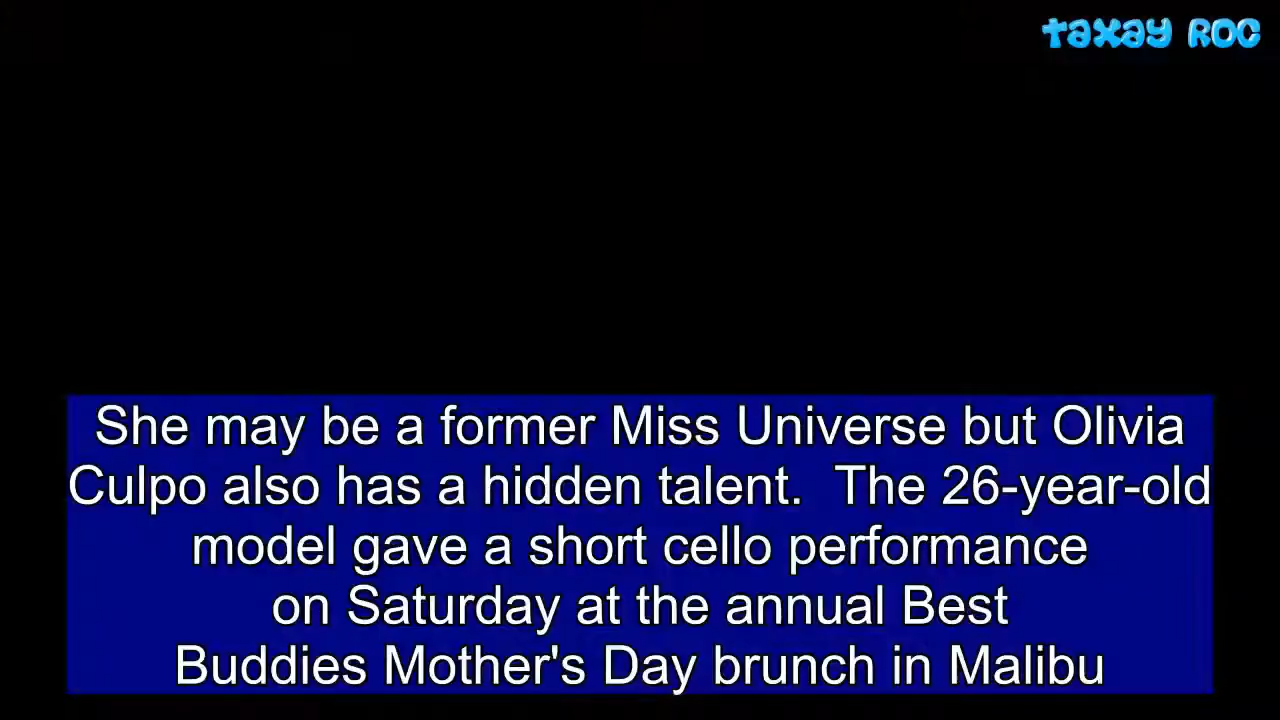 TAXAY ROC
She may be a former Miss Universe but Olivia
Culpo also has a hidden talent.  The 26-year-old
model gave a short cello performance
on Saturday at the annual Best
Buddies Mother's Day brunch in Malibu